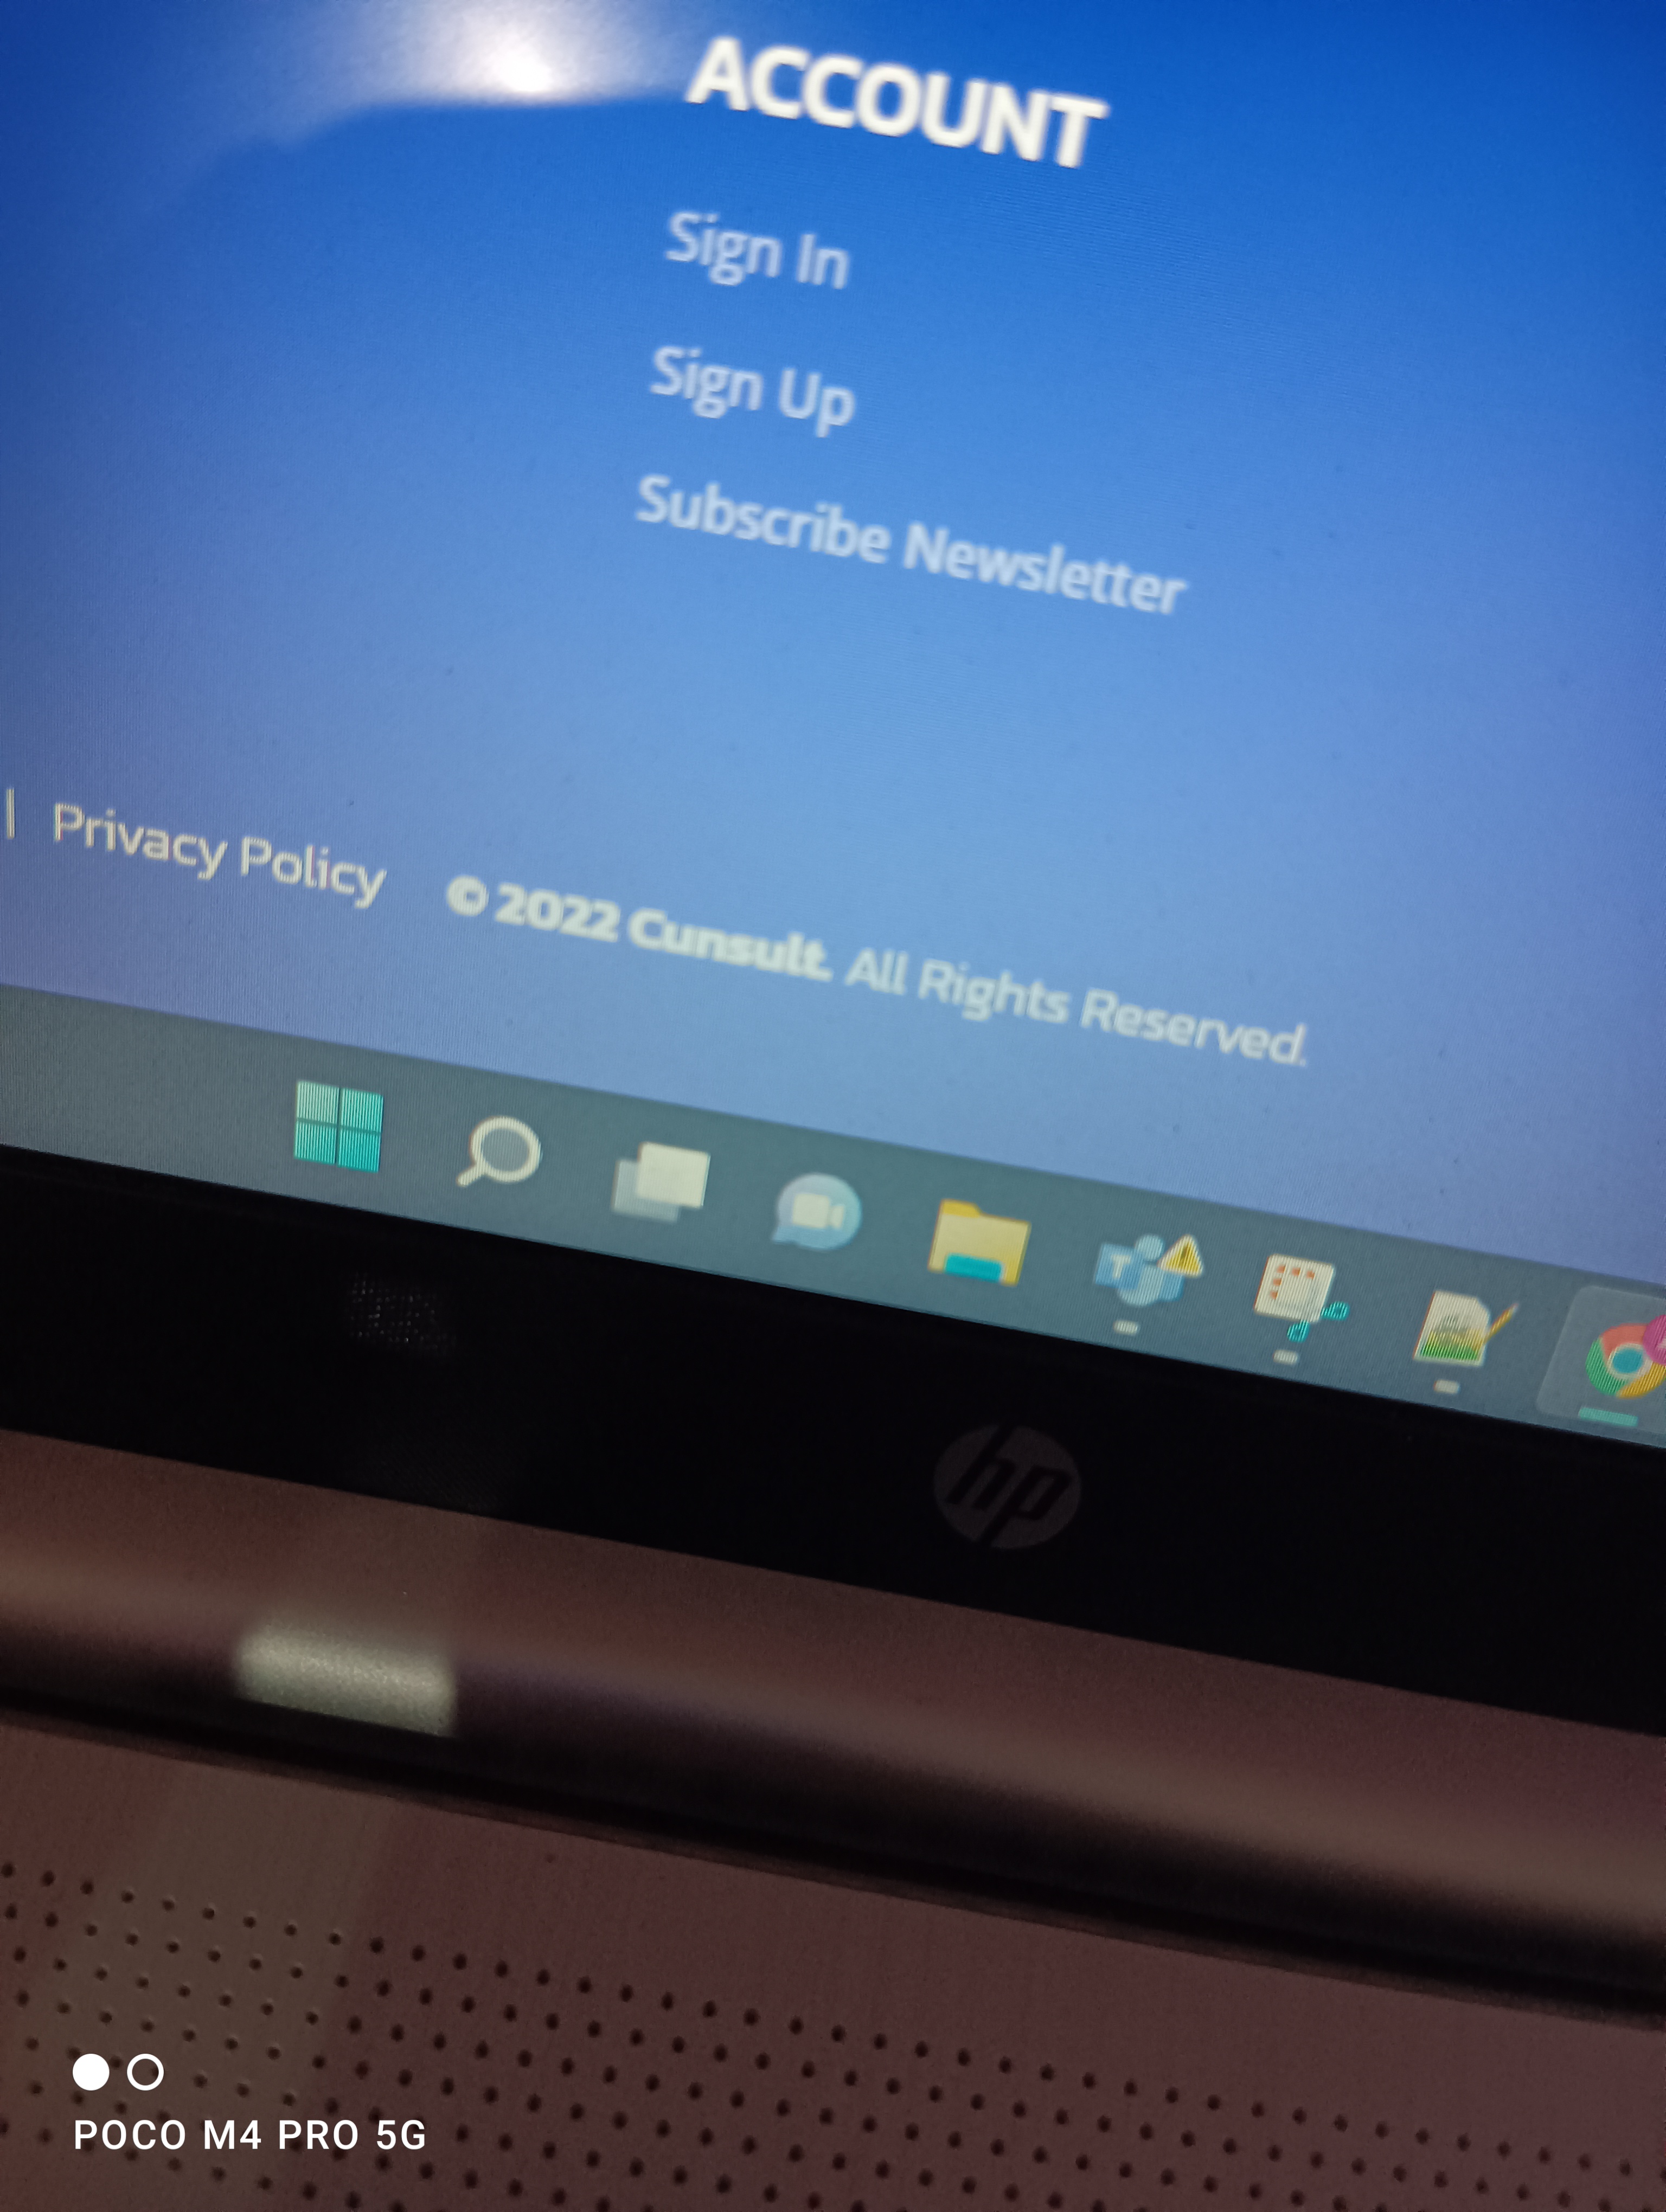 ACCOUNT
Sign In
Sign Up
Subscribe Newsletter
| Privacy Policy © 2022 Cunsult. All Rights Reserved.
T
hp
POCO M4 PRO 5G